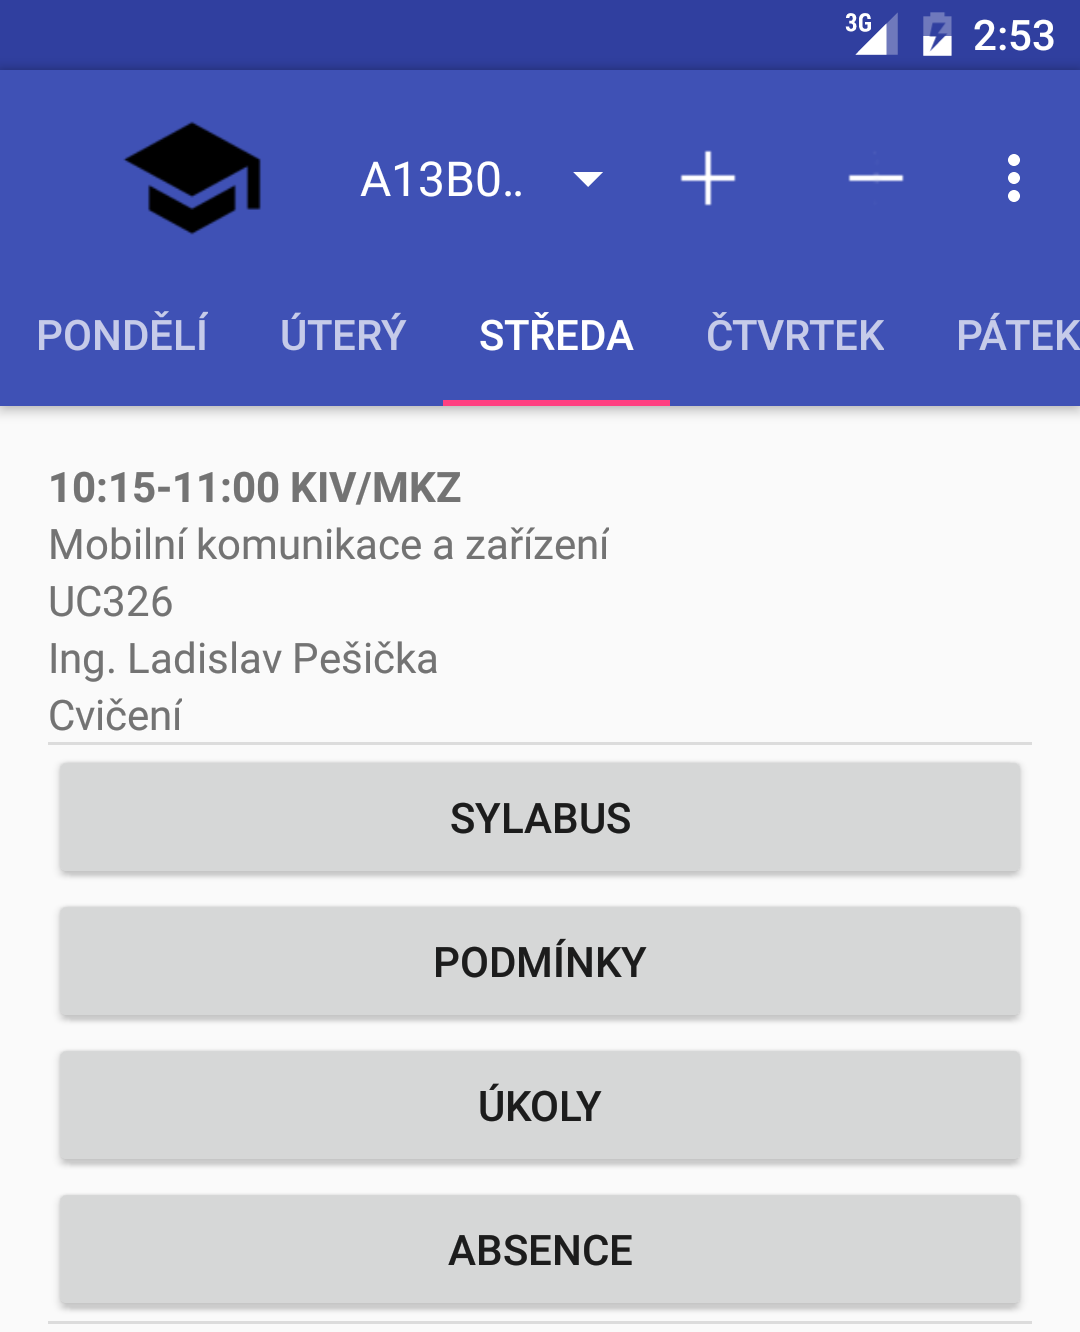 3G 2:53
A13B0..
PONDĚLÍ ÚTERÝ STŘEDA ČTVRTEK PÁTEK
10:15-11:00 KIV/MKZ
Mobilní komunikace a zařízení
UC326
Ing. Ladislav Pešička
Cvičení
SYLABUS
PODMÍNKY
ÚKOLY
ABSENCE